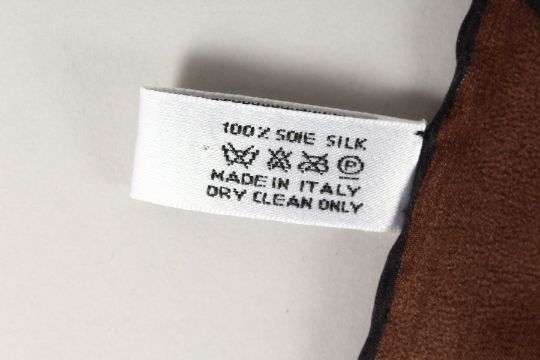 100% SOIE SILK
P
MADE IN ITALY
DRY CLEAN ONLY